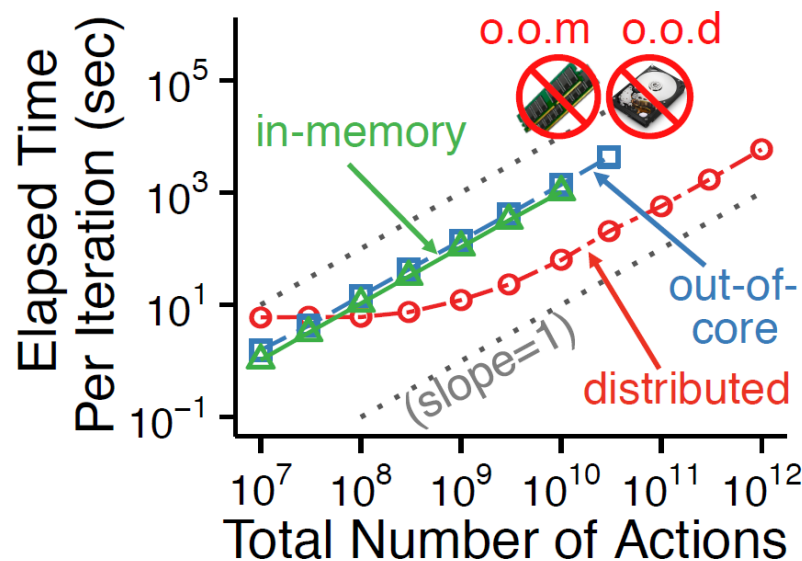 o.o.m o.o.d
Elapsed Time
Per Iteration (sec)
10^5
10^3
10^1
10^-1
in-memory
out-of-
core
distributed
(slope=1)
10^7 10^8 10^9 10^10 10^11 10^12
Total Number of Actions